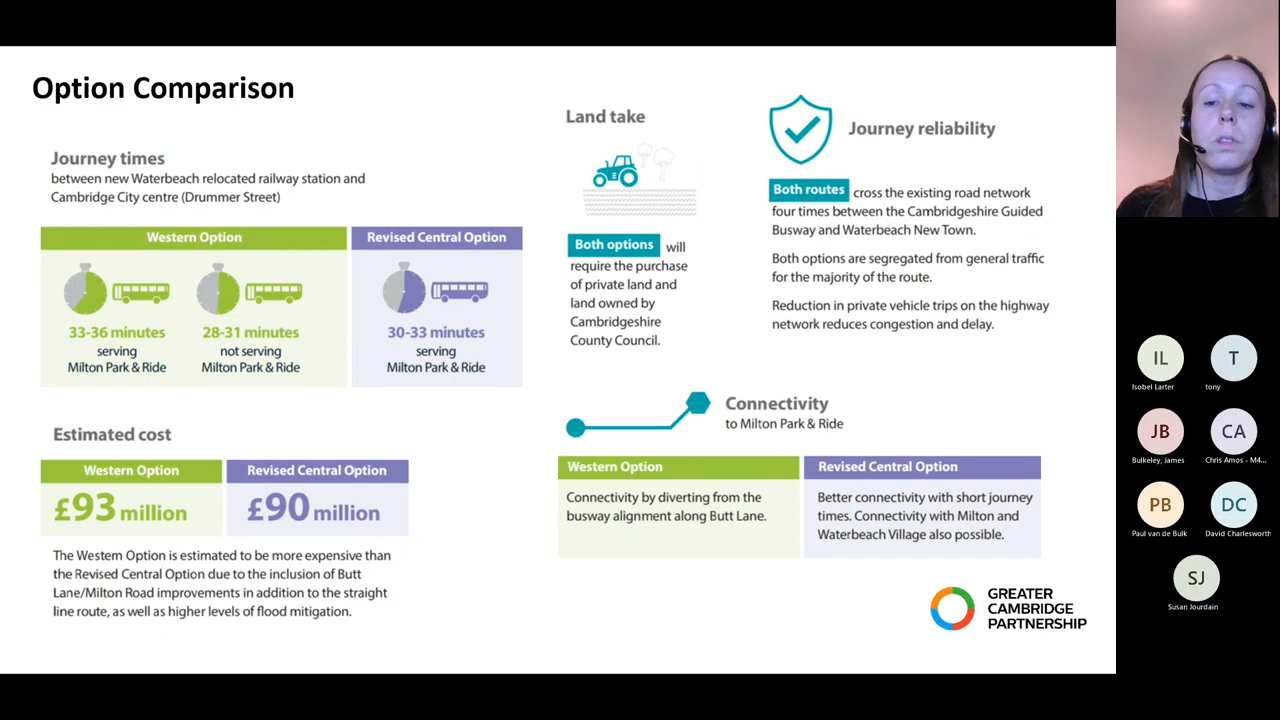 Option Comparison
Journey times
between new Waterbeach relocated railway station and
Cambridge City centre (Drummer Street)
Western Option
Revised Central Option
33-36 minutes
serving
Milton Park & Ride
28-31 minutes
not serving
Milton Park & Ride
30-33 minutes
serving
Milton Park & Ride
Estimated cost
Western Option
Revised Central Option
£93 million
£90 million
The Western Option is estimated to be more expensive than
the Revised Central Option due to the inclusion of Butt
Lane/Milton Road improvements in addition to the straight
line route, as well as higher levels of flood mitigation.
Land take
Both options will
require the purchase
of private land and
land owned by
Cambridgeshire
County Council.
Journey reliability
Both routes cross the existing road network
four times between the Cambridgeshire Guided
Busway and Waterbeach New Town.
Both options are segregated from general traffic
for the majority of the route.
Reduction in private vehicle trips on the highway
network reduces congestion and delay.
Connectivity
to Milton Park & Ride
Western Option
Revised Central Option
Connectivity by diverting from the
busway alignment along Butt Lane.
Better connectivity with short journey
times. Connectivity with Milton and
Waterbeach Village also possible.
GREATER
CAMBRIDGE
PARTNERSHIP
IL
Isobel Larter
T
tony
JB
Bulkeley, James
CA
Chris Amos - M4...
PB
Paul van de Bulk
DC
David Charlesworth
SJ
Susan Jourdain